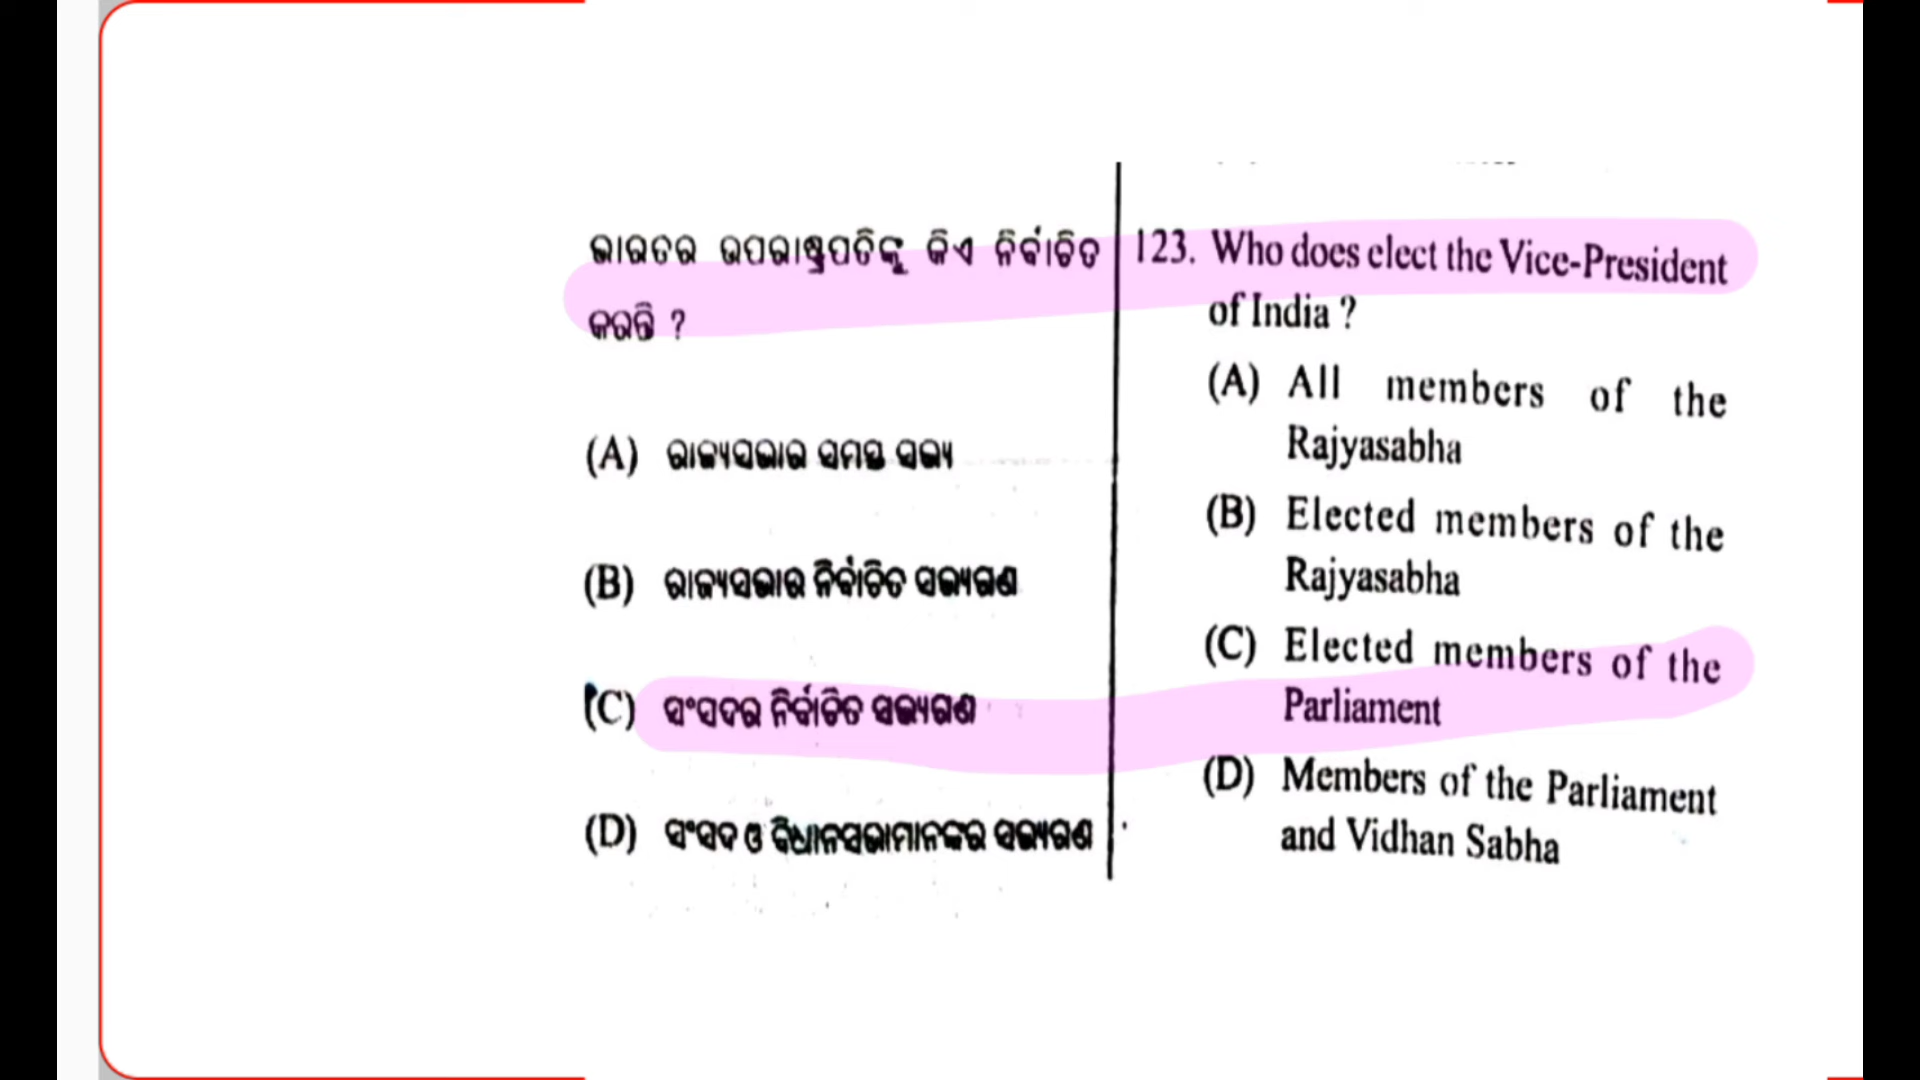 ଭାରତର ଉପରାଷ୍ଟ୍ରପତିଙ୍କୁ କିଏ ନିର୍ବାଚିତ
କରନ୍ତି ?
(A) ରାଜ୍ୟସଭାର ସମସ୍ତ ସଭ୍ୟ
(B) ରାଜ୍ୟସଭାର ନିର୍ବାଚିତ ସଭ୍ୟଗଣ
(C) ସଂସଦର ନିର୍ବାଚିତ ସଭ୍ୟଗଣ
(D) ସଂସଦ ଓ ବିଧାନସଭାମାନଙ୍କର ସଭ୍ୟଗଣ
123. Who does elect the Vice-President
of India ?
(A) All members of the
Rajyasabha
(B) Elected members of the
Rajyasabha
(C) Elected members of the
Parliament
(D) Members of the Parliament
and Vidhan Sabha